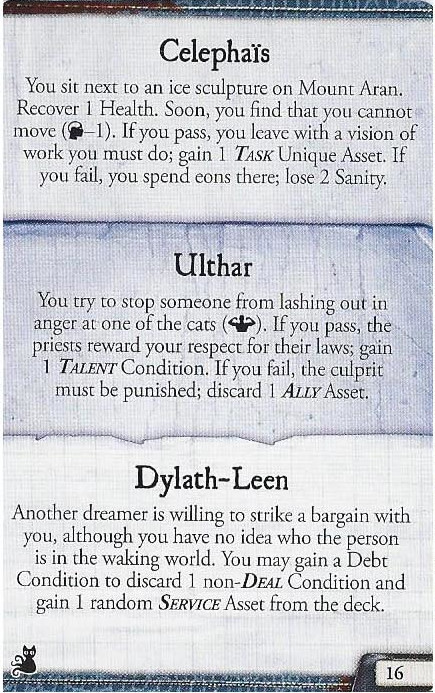 Celephaïs
You sit next to an ice sculpture on Mount Aran.
Recover 1 Health. Soon, you find that you cannot
move (–1). If you pass, you leave with a vision of
work you must do; gain 1 TASK Unique Asset. If
you fail, you spend eons there; lose 2 Sanity.
Ulthar
You try to stop someone from lashing out in
anger at one of the cats (). If you pass, the
priests reward your respect for their laws; gain
1 TALENT Condition. If you fail, the culprit
must be punished; discard 1 ALLY Asset.
Dylath-Leen
Another dreamer is willing to strike a bargain with
you, although you have no idea who the person
is in the waking world. You may gain a Debt
Condition to discard 1 non-DEAL Condition and
gain 1 random SERVICE Asset from the deck.
16